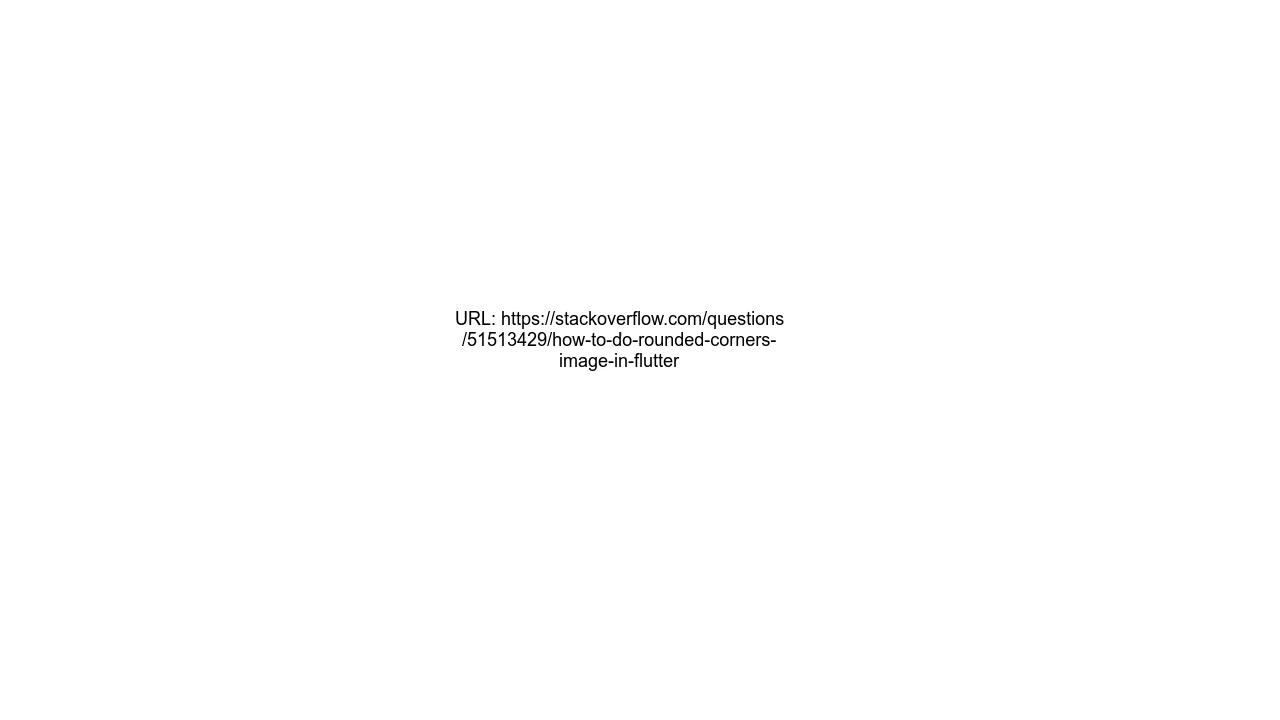 URL: https://stackoverflow.com/questions
/51513429/how-to-do-rounded-corners-
image-in-flutter